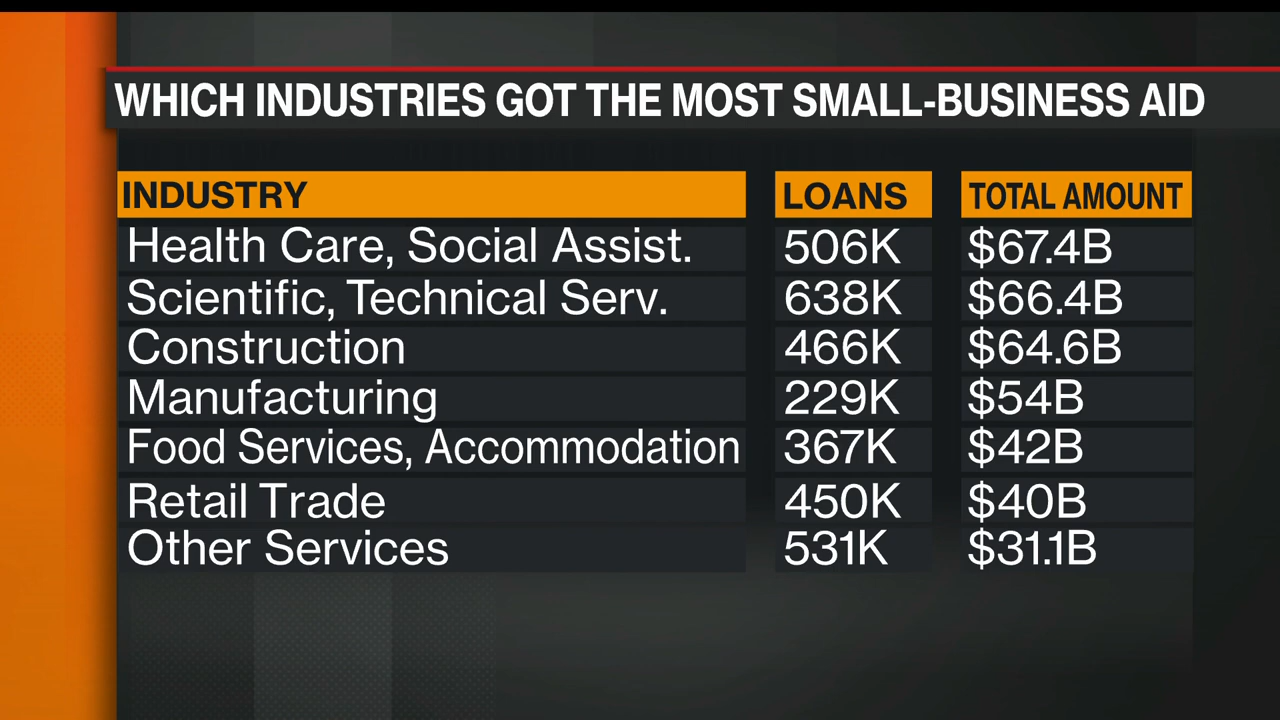 WHICH INDUSTRIES GOT THE MOST SMALL-BUSINESS AID
INDUSTRY LOANS TOTAL AMOUNT
Health Care, Social Assist. 506K $67.4B
Scientific, Technical Serv. 638K $66.4B
Construction 466K $64.6B
Manufacturing 229K $54B
Food Services, Accommodation 367K $42B
Retail Trade 450K $40B
Other Services 531K $31.1B